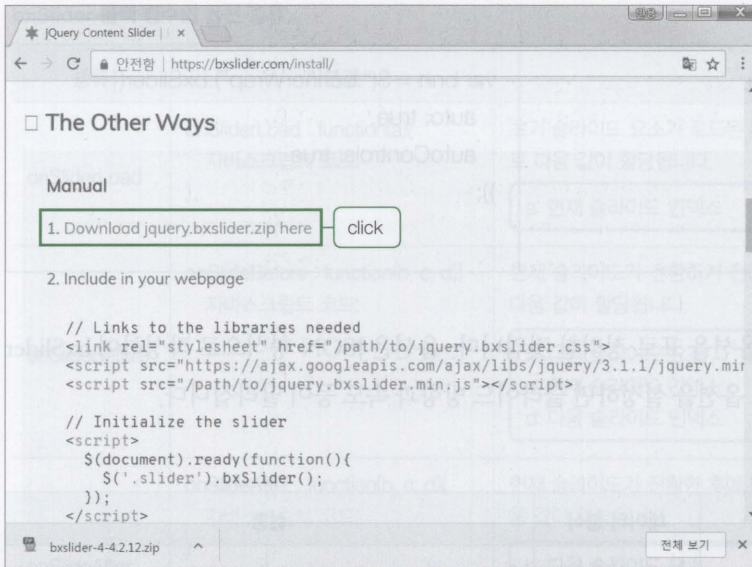 jQuery Content Slider |
안전함 | https://bxslider.com/install/
The Other Ways
Manual
1. Download jquery.bxslider.zip here
click
2. Include in your webpage
// Links to the libraries needed
<link rel="stylesheet" href="/path/to/jquery.bxslider.css">
<script src="https://ajax.googleapis.com/ajax/libs/jquery/3.1.1/jquery.mir
<script src="/path/to/jquery.bxslider.min.js"></script>
// Initialize the slider
<script>
$(document).ready(function(){
$('.slider').bxSlider();
});
</script>
bxslider-4-4.2.12.zip
전체 보기